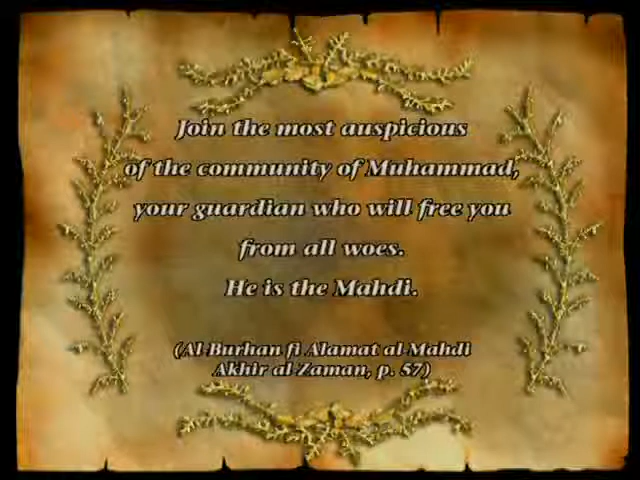 Join the most auspicious
of the community of Muhammad,
your guardian who will free you
from all woes.
He is the Mahdi.
(Al-Burhan fi Alamat al-Mahdi
Akhir al-Zaman, p. 57)